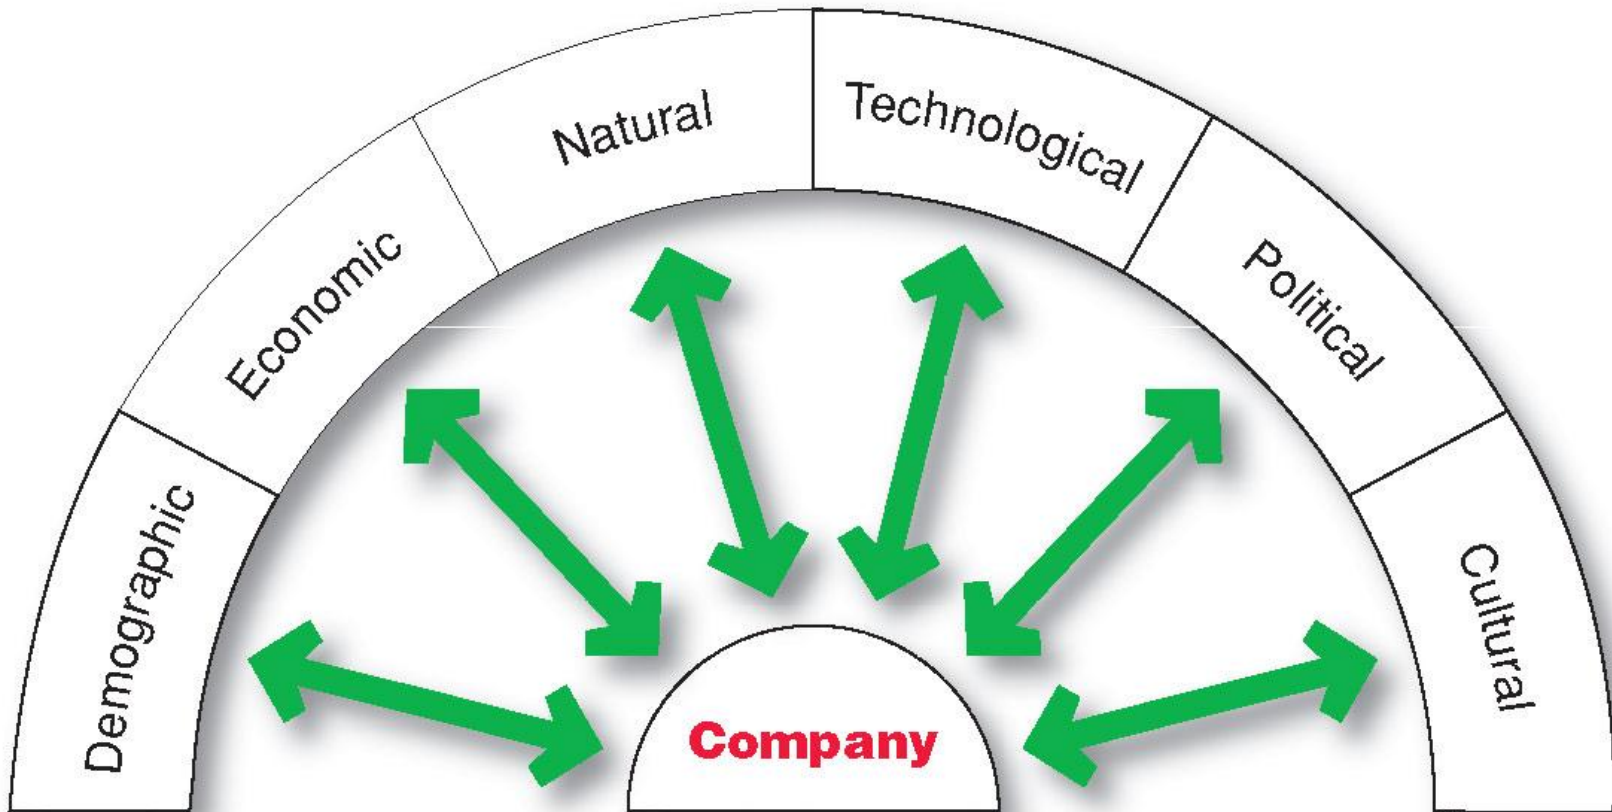 Demographic
Economic
Natural
Technological
Political
Cultural
Company